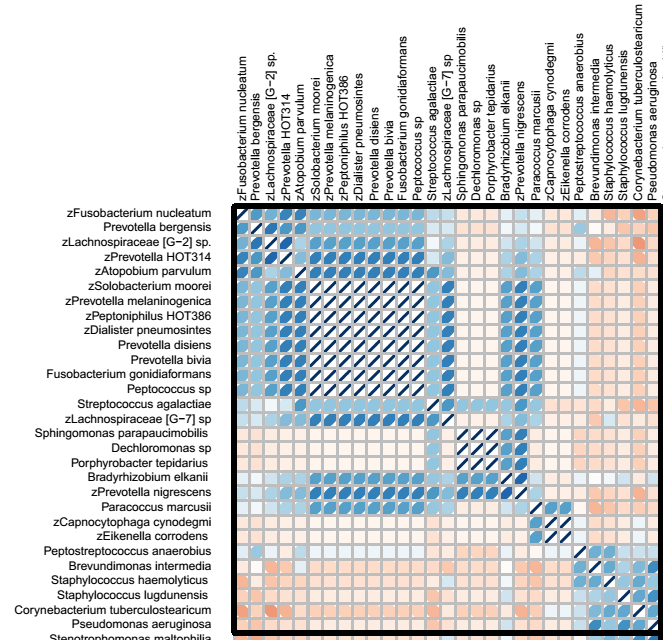 zFusobacterium nucleatum
Prevotella bergensis
zLachnospiraceae [G−2] sp.
zPrevotella HOT314
zAtopobium parvulum
zSolobacterium moorei
zPrevotella melaninogenica
zPeptoniphilus HOT386
zDialister pneumosintes
Prevotella disiens
Prevotella bivia
Fusobacterium gonidiaformans
Peptococcus sp
Streptococcus agalactiae
zLachnospiraceae [G−7] sp
Sphingomonas parapaucimobilis
Dechloromonas sp
Porphyrobacter tepidarius
Bradyrhizobium elkanii
zPrevotella nigrescens
Paracoccus marcusii
zCapnocytophaga cynodegmi
zEikenella corrodens
Peptostreptococcus anaerobius
Brevundimonas intermedia
Staphylococcus haemolyticus
Staphylococcus lugdunensis
Corynebacterium tuberculostearicum
Pseudomonas aeruginosa
zFusobacterium nucleatum
Prevotella bergensis
zLachnospiraceae [G−2] sp.
zPrevotella HOT314
zAtopobium parvulum
zSolobacterium moorei
zPrevotella melaninogenica
zPeptoniphilus HOT386
zDialister pneumosintes
Prevotella disiens
Prevotella bivia
Fusobacterium gonidiaformans
Peptococcus sp
Streptococcus agalactiae
zLachnospiraceae [G−7] sp
Sphingomonas parapaucimobilis
Dechloromonas sp
Porphyrobacter tepidarius
Bradyrhizobium elkanii
zPrevotella nigrescens
Paracoccus marcusii
zCapnocytophaga cynodegmi
zEikenella corrodens
Peptostreptococcus anaerobius
Brevundimonas intermedia
Staphylococcus haemolyticus
Staphylococcus lugdunensis
Corynebacterium tuberculostearicum
Pseudomonas aeruginosa
Stenotrophomonas maltophilia